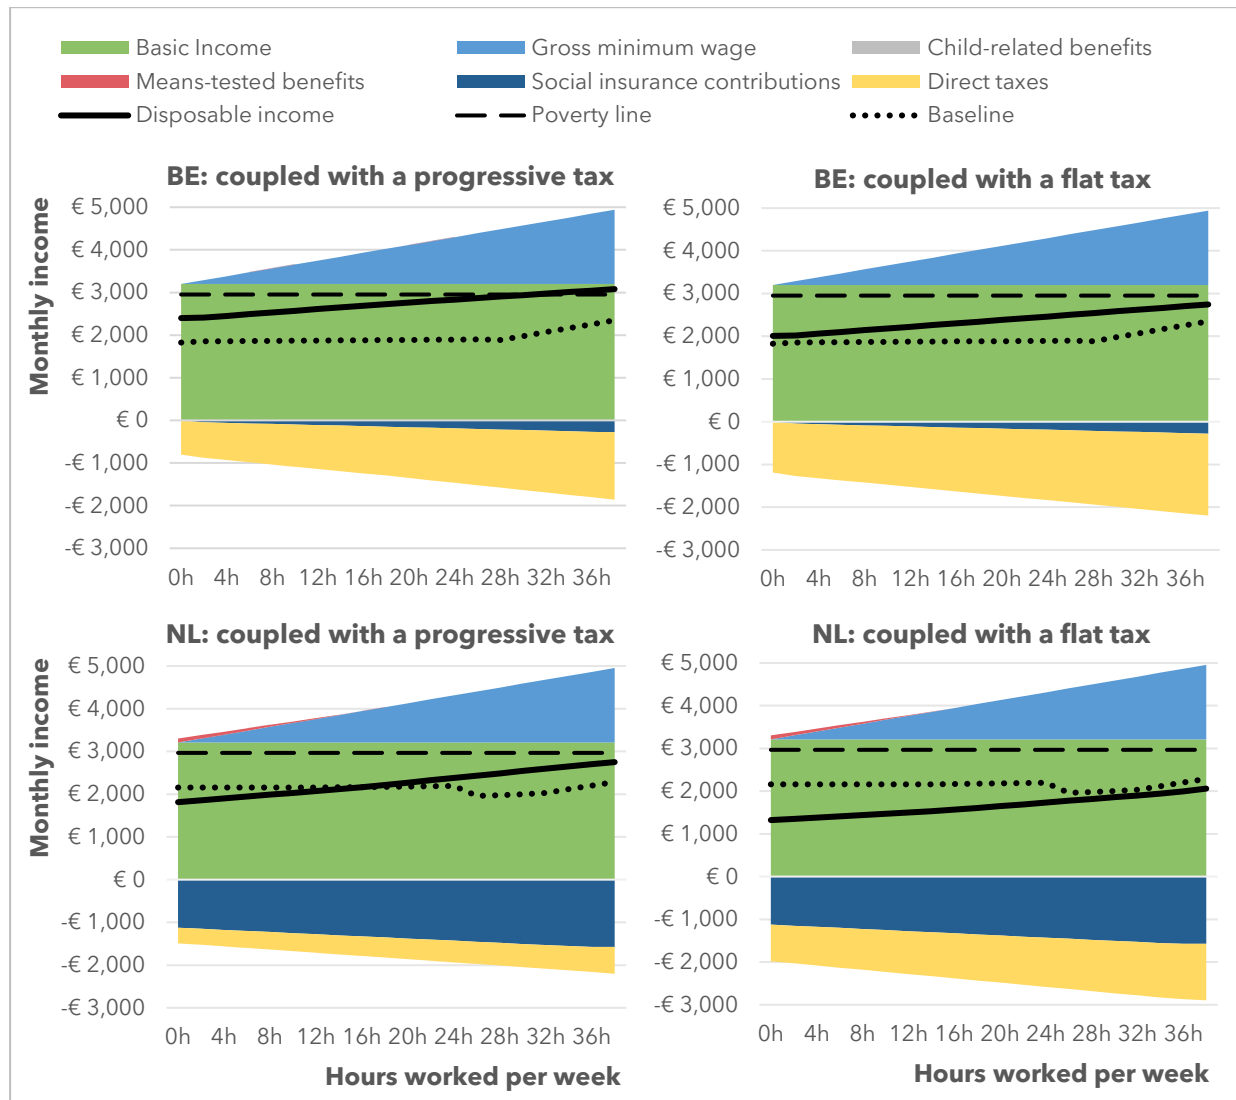 Basic Income Gross minimum wage Child-related benefits
Means-tested benefits Social insurance contributions Direct taxes
Disposable income Poverty line Baseline
BE: coupled with a progressive tax
Monthly income
€ 5,000
€ 4,000
€ 3,000
€ 2,000
€ 1,000
€ 0
-€ 1,000
-€ 2,000
-€ 3,000
0h 4h 8h 12h 16h 20h 24h 28h 32h 36h
BE: coupled with a flat tax
€ 5,000
€ 4,000
€ 3,000
€ 2,000
€ 1,000
€ 0
-€ 1,000
-€ 2,000
-€ 3,000
0h 4h 8h 12h 16h 20h 24h 28h 32h 36h
NL: coupled with a progressive tax
Monthly income
€ 5,000
€ 4,000
€ 3,000
€ 2,000
€ 1,000
€ 0
-€ 1,000
-€ 2,000
-€ 3,000
0h 4h 8h 12h 16h 20h 24h 28h 32h 36h
Hours worked per week
NL: coupled with a flat tax
€ 5,000
€ 4,000
€ 3,000
€ 2,000
€ 1,000
€ 0
-€ 1,000
-€ 2,000
-€ 3,000
0h 4h 8h 12h 16h 20h 24h 28h 32h 36h
Hours worked per week